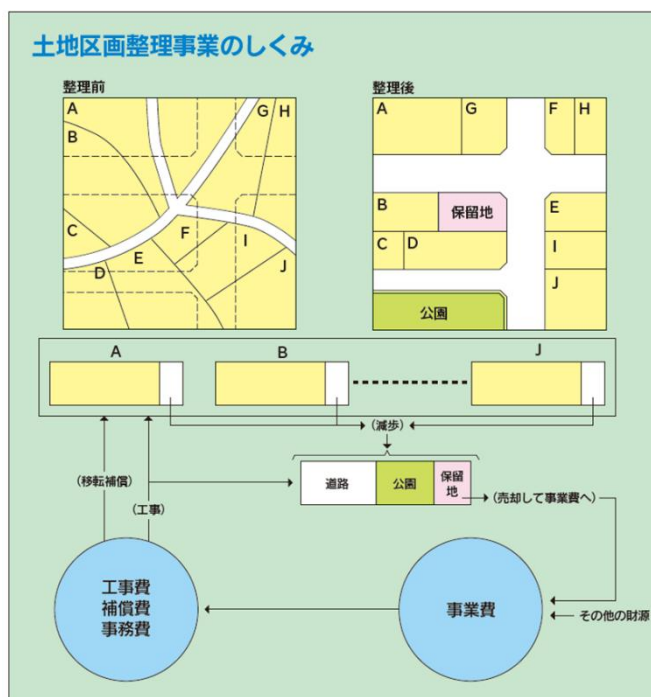 土地区画整理事業のしくみ
整理前
A
B
C
D
E
F
G
H
I
J
整理後
A
G
F
H
B
保留地
E
C
D
I
J
公園
A
B
J
(減歩)
(移転補償)
(工事)
道路
公園
保留
地
(売却して事業費へ)
工事費
補償費
事務費
事業費
その他の財源